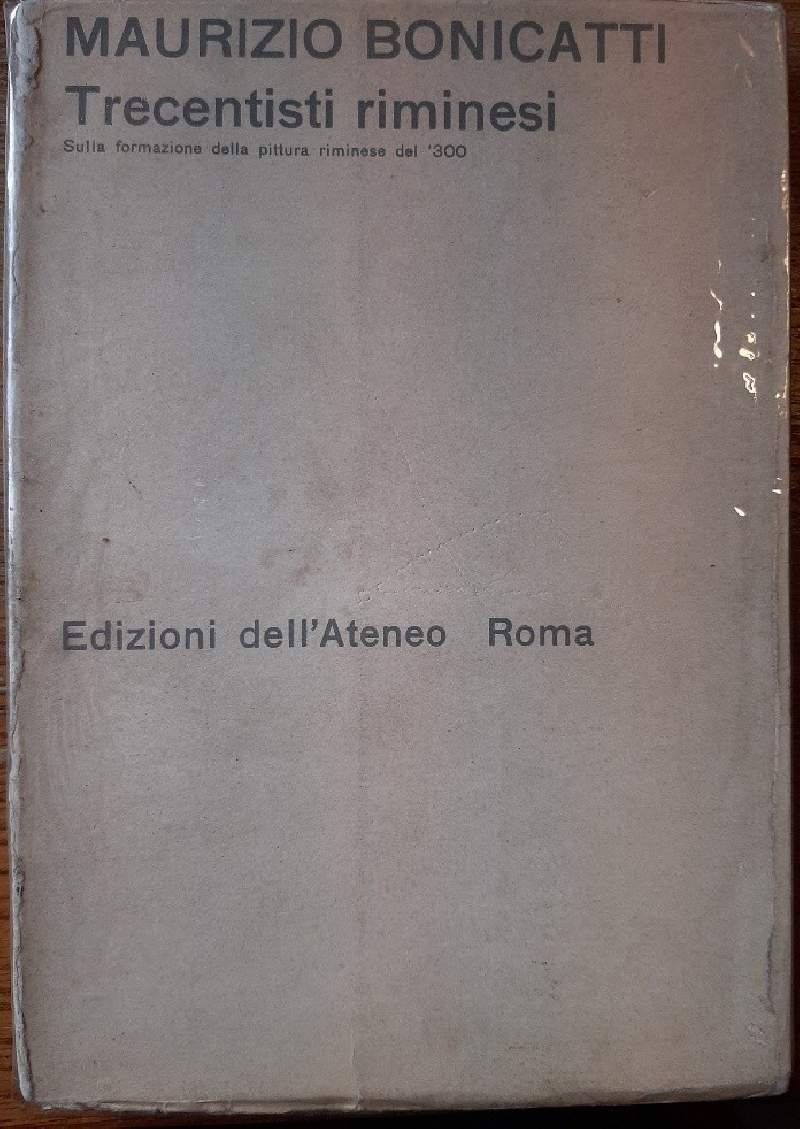 MAURIZIO BONICATTI
Trecentisti riminesi
Sulla formazione della pittura riminese del '300
Edizioni dell'Ateneo Roma